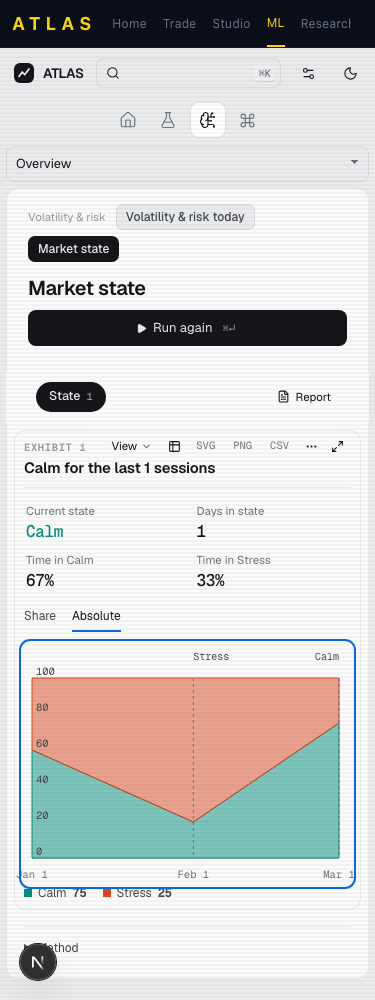 ATLAS
Home Trade Studio ML Research
ATLAS ⌘K
Overview
Volatility & risk Volatility & risk today
Market state
Market state
Run again ⌘↵
State 1 Report
EXHIBIT 1 View SVG PNG CSV
Calm for the last 1 sessions
Current state Days in state
Calm 1
Time in Calm Time in Stress
67% 33%
Share Absolute
Stress Calm
100
80
60
40
20
0
Jan 1 Feb 1 Mar 1
Calm 75 Stress 25
N